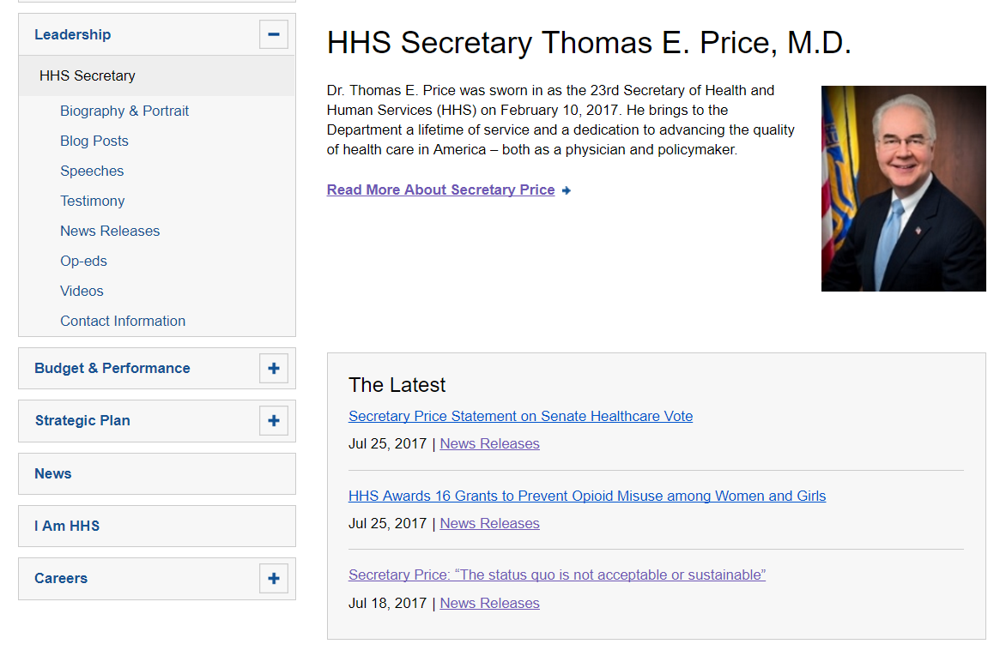 Leadership
HHS Secretary
Biography & Portrait
Blog Posts
Speeches
Testimony
News Releases
Op-eds
Videos
Contact Information
Budget & Performance
Strategic Plan
News
I Am HHS
Careers
HHS Secretary Thomas E. Price, M.D.
Dr. Thomas E. Price was sworn in as the 23rd Secretary of Health and
Human Services (HHS) on February 10, 2017. He brings to the
Department a lifetime of service and a dedication to advancing the quality
of health care in America – both as a physician and policymaker.
Read More About Secretary Price
The Latest
Secretary Price Statement on Senate Healthcare Vote
Jul 25, 2017 | News Releases
HHS Awards 16 Grants to Prevent Opioid Misuse among Women and Girls
Jul 25, 2017 | News Releases
Secretary Price: “The status quo is not acceptable or sustainable”
Jul 18, 2017 | News Releases